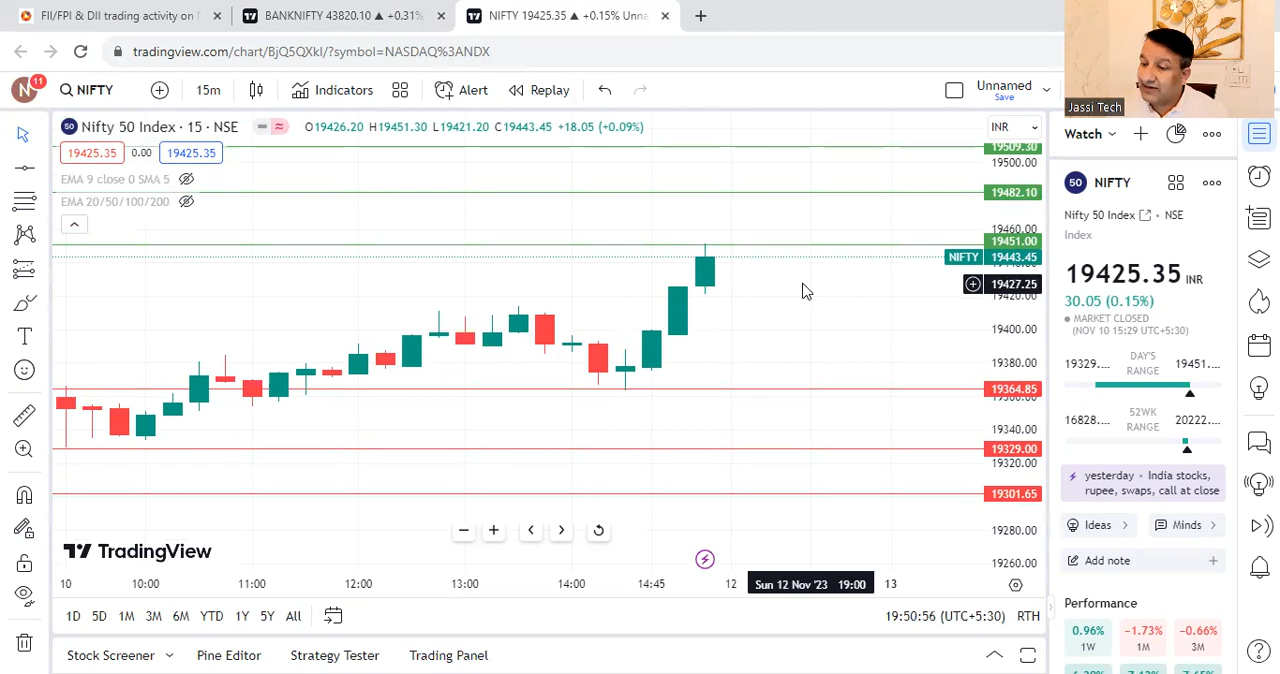 FII/FPI & DII trading activity on
BANKNIFTY 43820.10 ▲ +0.31%
NIFTY 19425.35 ▲ +0.15% Unna
tradingview.com/chart/BjQ5QXkI/?symbol=NASDAQ%3ANDX
N
11
NIFTY
15m
Indicators
Alert
Replay
Unnamed
Save
Jassi Tech
50
Nifty 50 Index · 15 · NSE
O19426.20 H19451.30 L19421.20 C19443.45 +18.05 (+0.09%)
INR
19425.35
0.00
19425.35
EMA 9 close 0 SMA 5
EMA 20/50/100/200
19509.30
19500.00
19482.10
19460.00
19451.00
NIFTY
19443.45
19427.25
19420.00
19400.00
19380.00
19364.85
19340.00
19329.00
19320.00
19301.65
19280.00
19260.00
TradingView
10
10:00
11:00
12:00
13:00
14:00
14:45
12
Sun 12 Nov '23 19:00
13
1D
5D
1M
3M
6M
YTD
1Y
5Y
All
19:50:56 (UTC+5:30)
RTH
Stock Screener
Pine Editor
Strategy Tester
Trading Panel
Watch
50
NIFTY
Nifty 50 Index · NSE
Index
19425.35 INR
30.05 (0.15%)
MARKET CLOSED
(NOV 10 15:29 UTC+5:30)
19329....
DAY'S RANGE
19451....
16828....
52WK RANGE
20222....
yesterday · India stocks,
rupee, swaps, call at close
Ideas
Minds
Add note
Performance
0.96%
1W
−1.73%
1M
−0.66%
3M